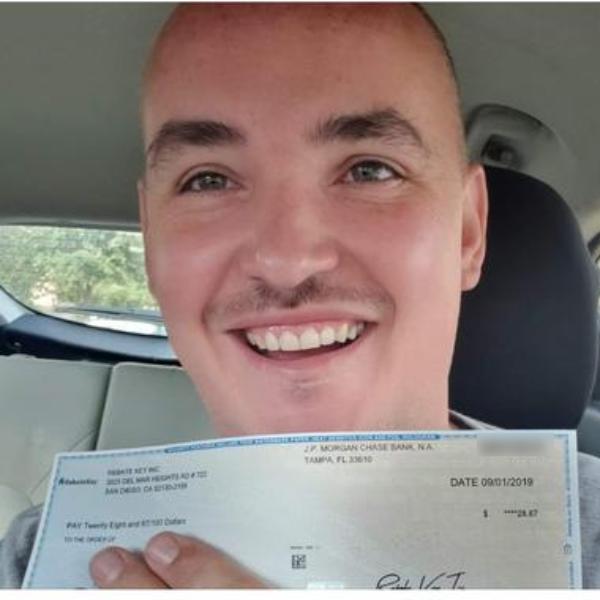 J.P. MORGAN CHASE BANK, N.A.
TAMPA, FL 33610
RebateKey
REBATE KEY INC
3525 DEL MAR HEIGHTS RD # 722
SAN DIEGO, CA 92130-2199
DATE 09/01/2019
$ ****28.67
PAY Twenty Eight and 67/100 Dollars
TO THE ORDER OF